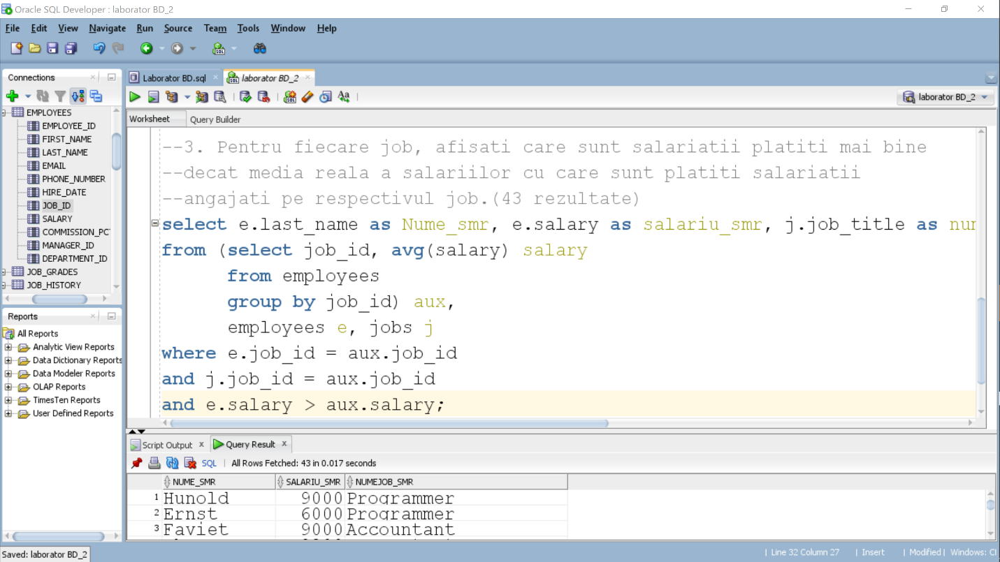 Oracle SQL Developer : laborator BD_2
File Edit View Navigate Run Source Team Tools Window Help
Connections
EMPLOYEES
EMPLOYEE_ID
FIRST_NAME
LAST_NAME
EMAIL
PHONE_NUMBER
HIRE_DATE
JOB_ID
SALARY
COMMISSION_PC
MANAGER_ID
DEPARTMENT_ID
JOB_GRADES
JOB_HISTORY
Reports
All Reports
Analytic View Reports
Data Dictionary Reports
Data Modeler Reports
OLAP Reports
TimesTen Reports
User Defined Reports
Laborator BD.sql
laborator BD_2
SQL
Aa
laborator BD_2
Worksheet Query Builder
--3. Pentru fiecare job, afisati care sunt salariatii platiti mai bine
--decat media reala a salariilor cu care sunt platiti salariatii
--angajati pe respectivul job.(43 rezultate)
select e.last_name as Nume_smr, e.salary as salariu_smr, j.job_title as num
from (select job_id, avg(salary) salary
from employees
group by job_id) aux,
employees e, jobs j
where e.job_id = aux.job_id
and j.job_id = aux.job_id
and e.salary > aux.salary;
Script Output x Query Result x
SQL | All Rows Fetched: 43 in 0.017 seconds
NUME_SMR SALARIU_SMR NUMEJOB_SMR
1 Hunold 9000 Programmer
2 Ernst 6000 Programmer
3 Faviet 9000 Accountant
Saved: laborator BD_2
| Line 32 Column 27 | Insert | Modified | Windows: C